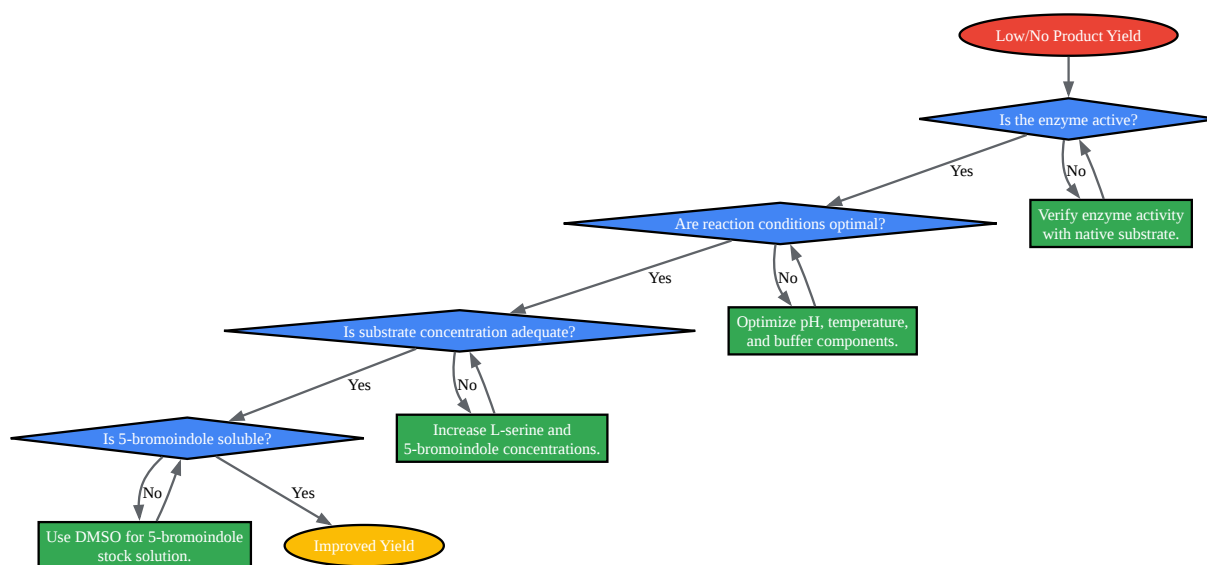 Low/No Product Yield
Is the enzyme active?
Yes
No
Verify enzyme activity
with native substrate.
Are reaction conditions optimal?
Yes
No
Optimize pH, temperature,
and buffer components.
Is substrate concentration adequate?
Yes
No
Increase L-serine and
5-bromoindole concentrations.
Is 5-bromoindole soluble?
No
Yes
Use DMSO for 5-bromoindole
stock solution.
Improved Yield